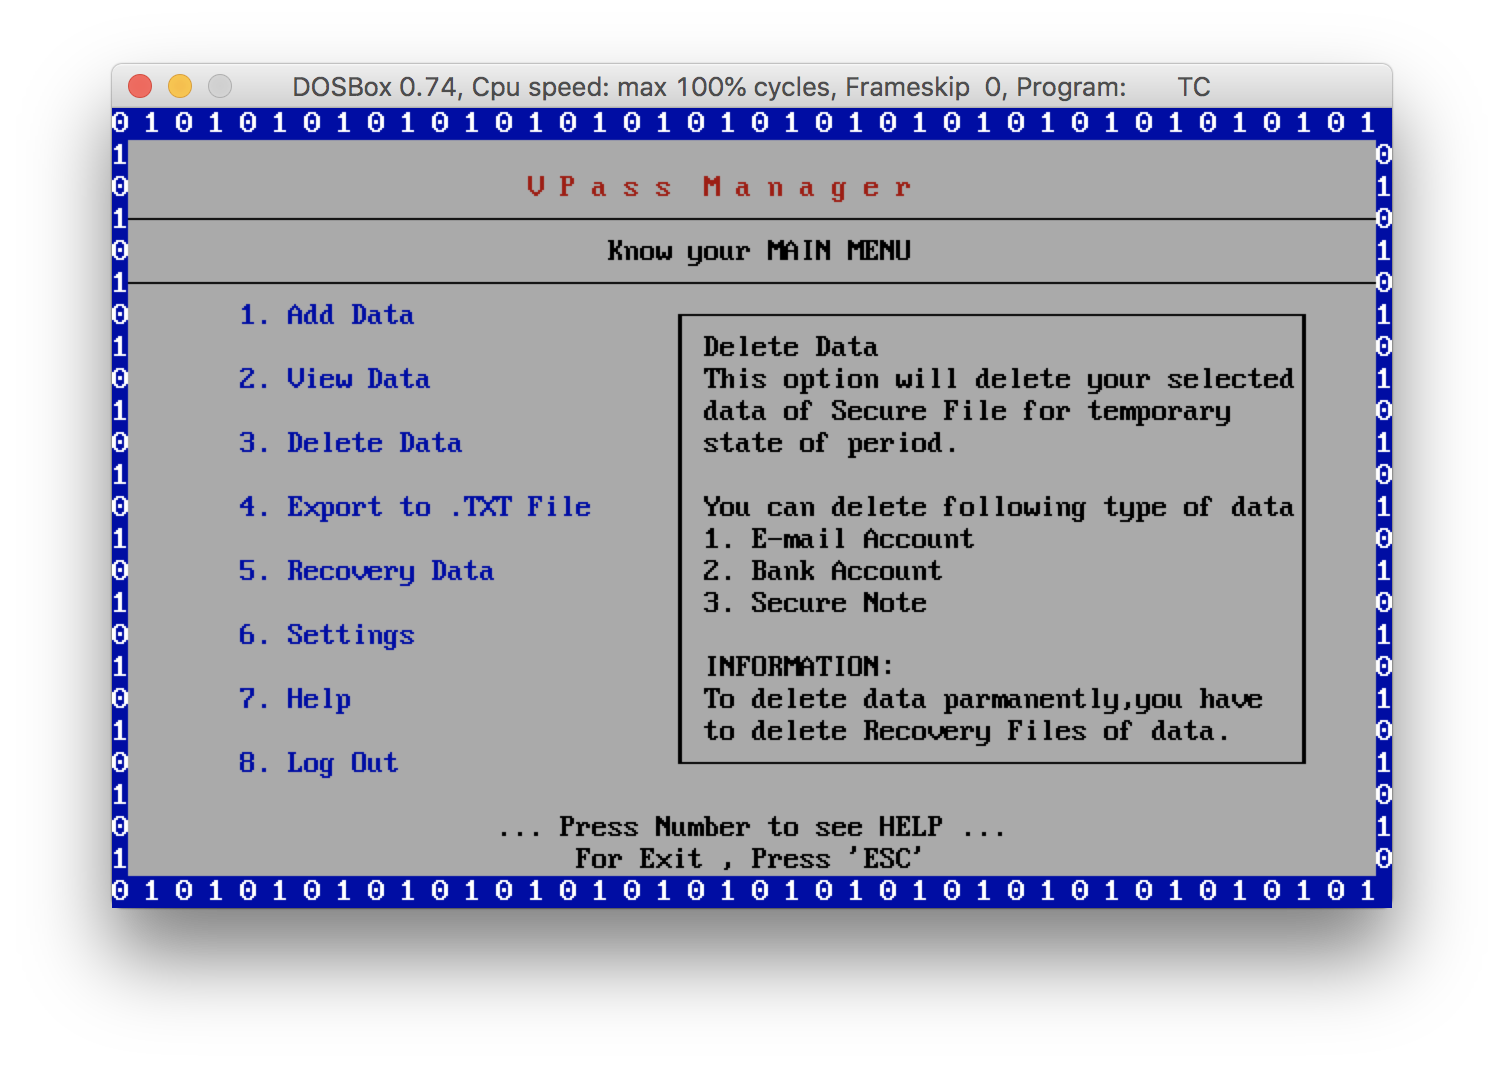 DOSBox 0.74, Cpu speed: max 100% cycles, Frameskip 0, Program: TC
0 1 0 1 0 1 0 1 0 1 0 1 0 1 0 1 0 1 0 1 0 1 0 1 0 1 0 1 0 1 0 1 0 1 0 1 0 1 0 1
1 0 1 0 1 0 1 0 1 0 1 0 1 0 1 0 1 0 1 0 1 0 1
V P a s s M a n a g e r
Know your MAIN MENU
1. Add Data
2. View Data
3. Delete Data
4. Export to .TXT File
5. Recovery Data
6. Settings
7. Help
8. Log Out
Delete Data
This option will delete your selected
data of Secure File for temporary
state of period.
You can delete following type of data
1. E-mail Account
2. Bank Account
3. Secure Note
INFORMATION:
To delete data parmanently,you have
to delete Recovery Files of data.
... Press Number to see HELP ...
For Exit , Press 'ESC'
0 1 0 1 0 1 0 1 0 1 0 1 0 1 0 1 0 1 0 1 0 1 0
0 1 0 1 0 1 0 1 0 1 0 1 0 1 0 1 0 1 0 1 0 1 0 1 0 1 0 1 0 1 0 1 0 1 0 1 0 1 0 1